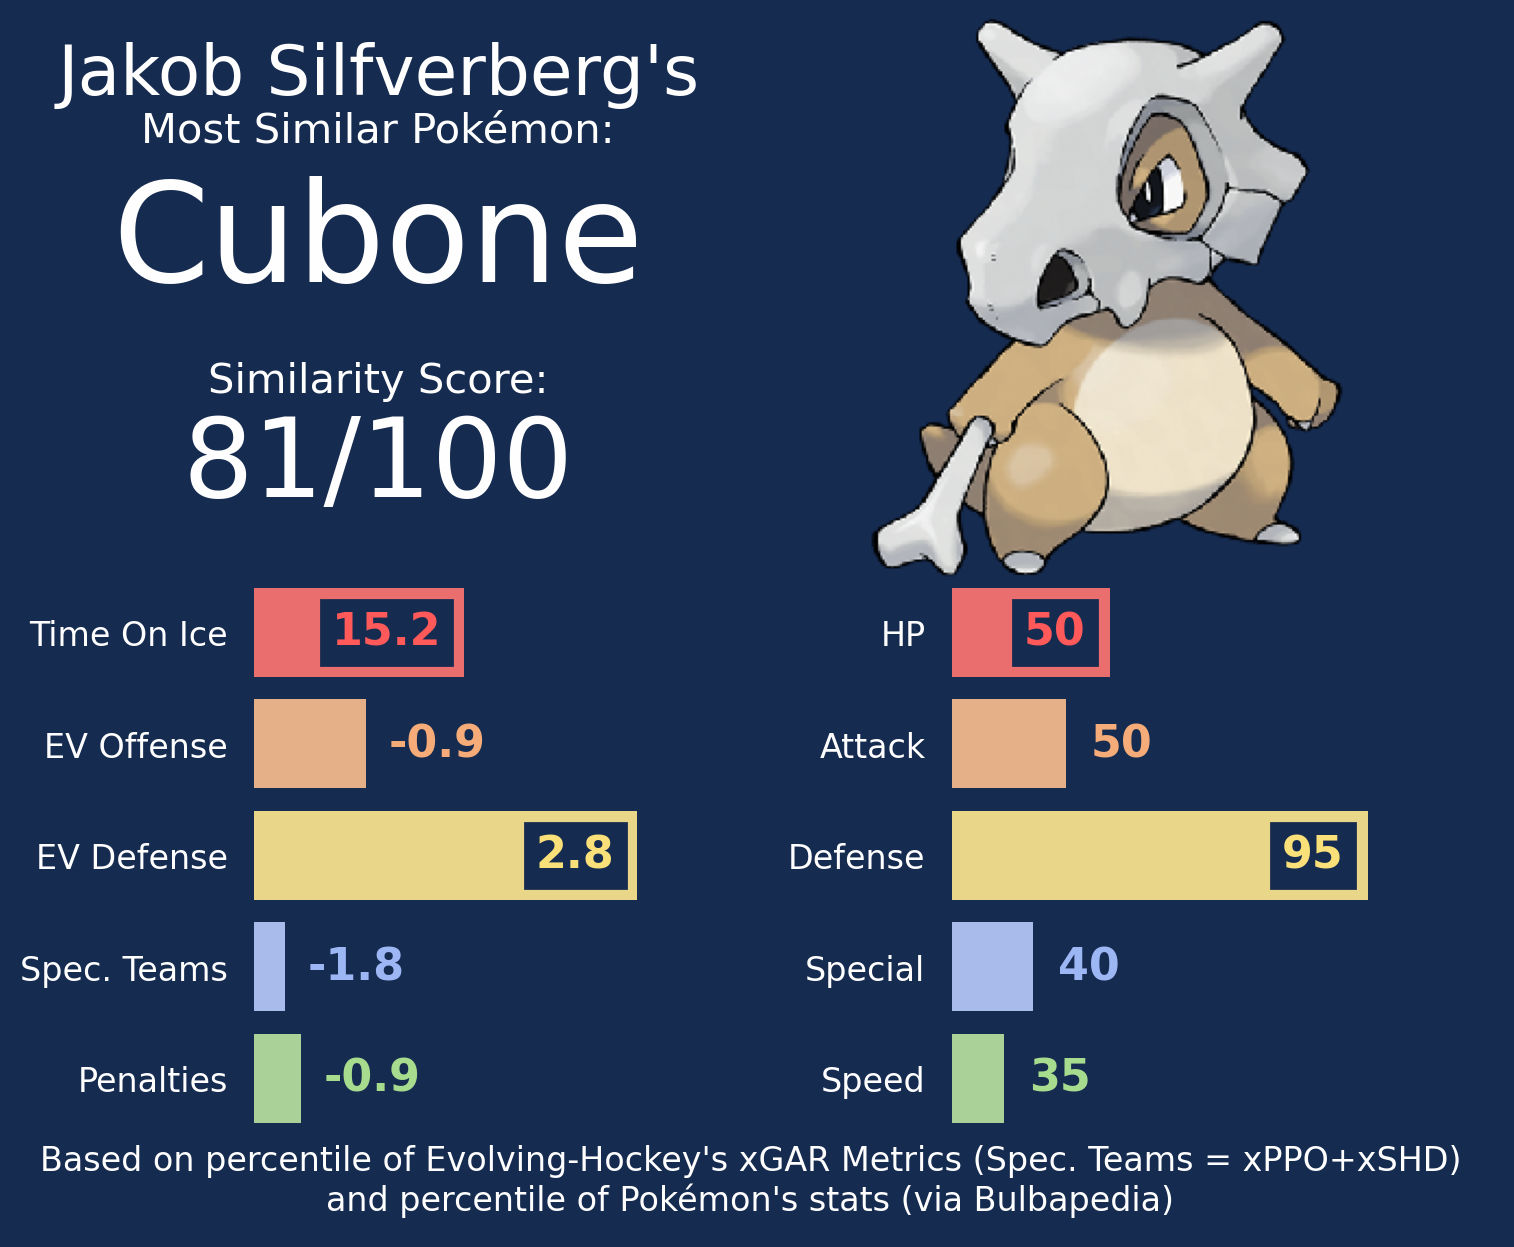 Jakob Silfverberg's
Most Similar Pokémon:
Cubone
Similarity Score:
81/100
Time On Ice 15.2
EV Offense -0.9
EV Defense 2.8
Spec. Teams -1.8
Penalties -0.9
HP 50
Attack 50
Defense 95
Special 40
Speed 35
Based on percentile of Evolving-Hockey's xGAR Metrics (Spec. Teams = xPPO+xSHD)
and percentile of Pokémon's stats (via Bulbapedia)